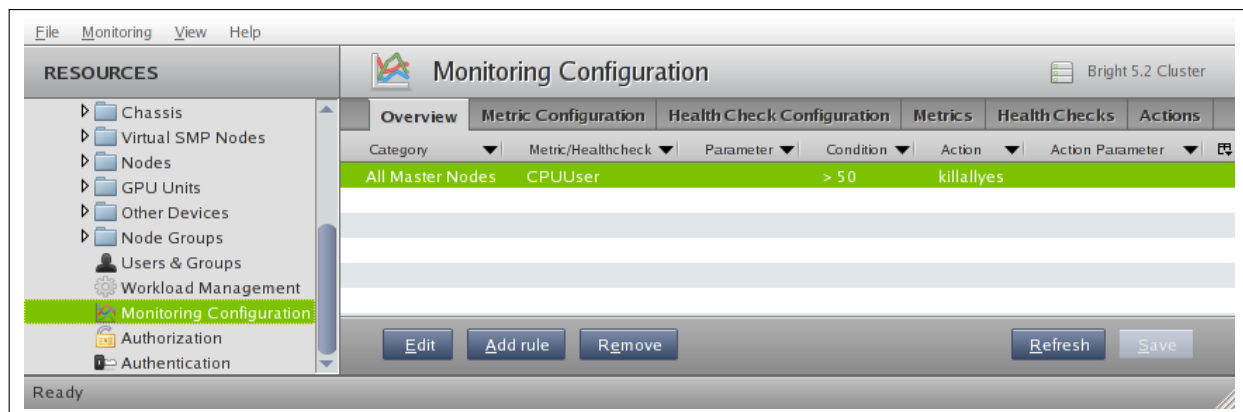 File Monitoring View Help
RESOURCES
Monitoring Configuration
Bright 5.2 Cluster
Chassis
Virtual SMP Nodes
Nodes
GPU Units
Other Devices
Node Groups
Users & Groups
Workload Management
Monitoring Configuration
Authorization
Authentication
Overview Metric Configuration Health Check Configuration Metrics Health Checks Actions
Category Metric/Healthcheck Parameter Condition Action Action Parameter
All Master Nodes CPUUser > 50 killallyes
Edit Add rule Remove Refresh Save
Ready